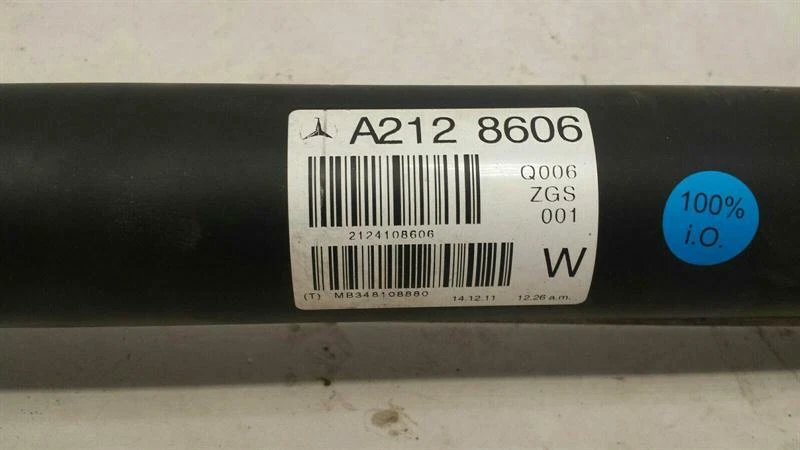 A212 8606
Q006
ZGS
001
2124108606
W
(T) MB348108880 14.12.11 12.26 a.m.
100%
i.O.